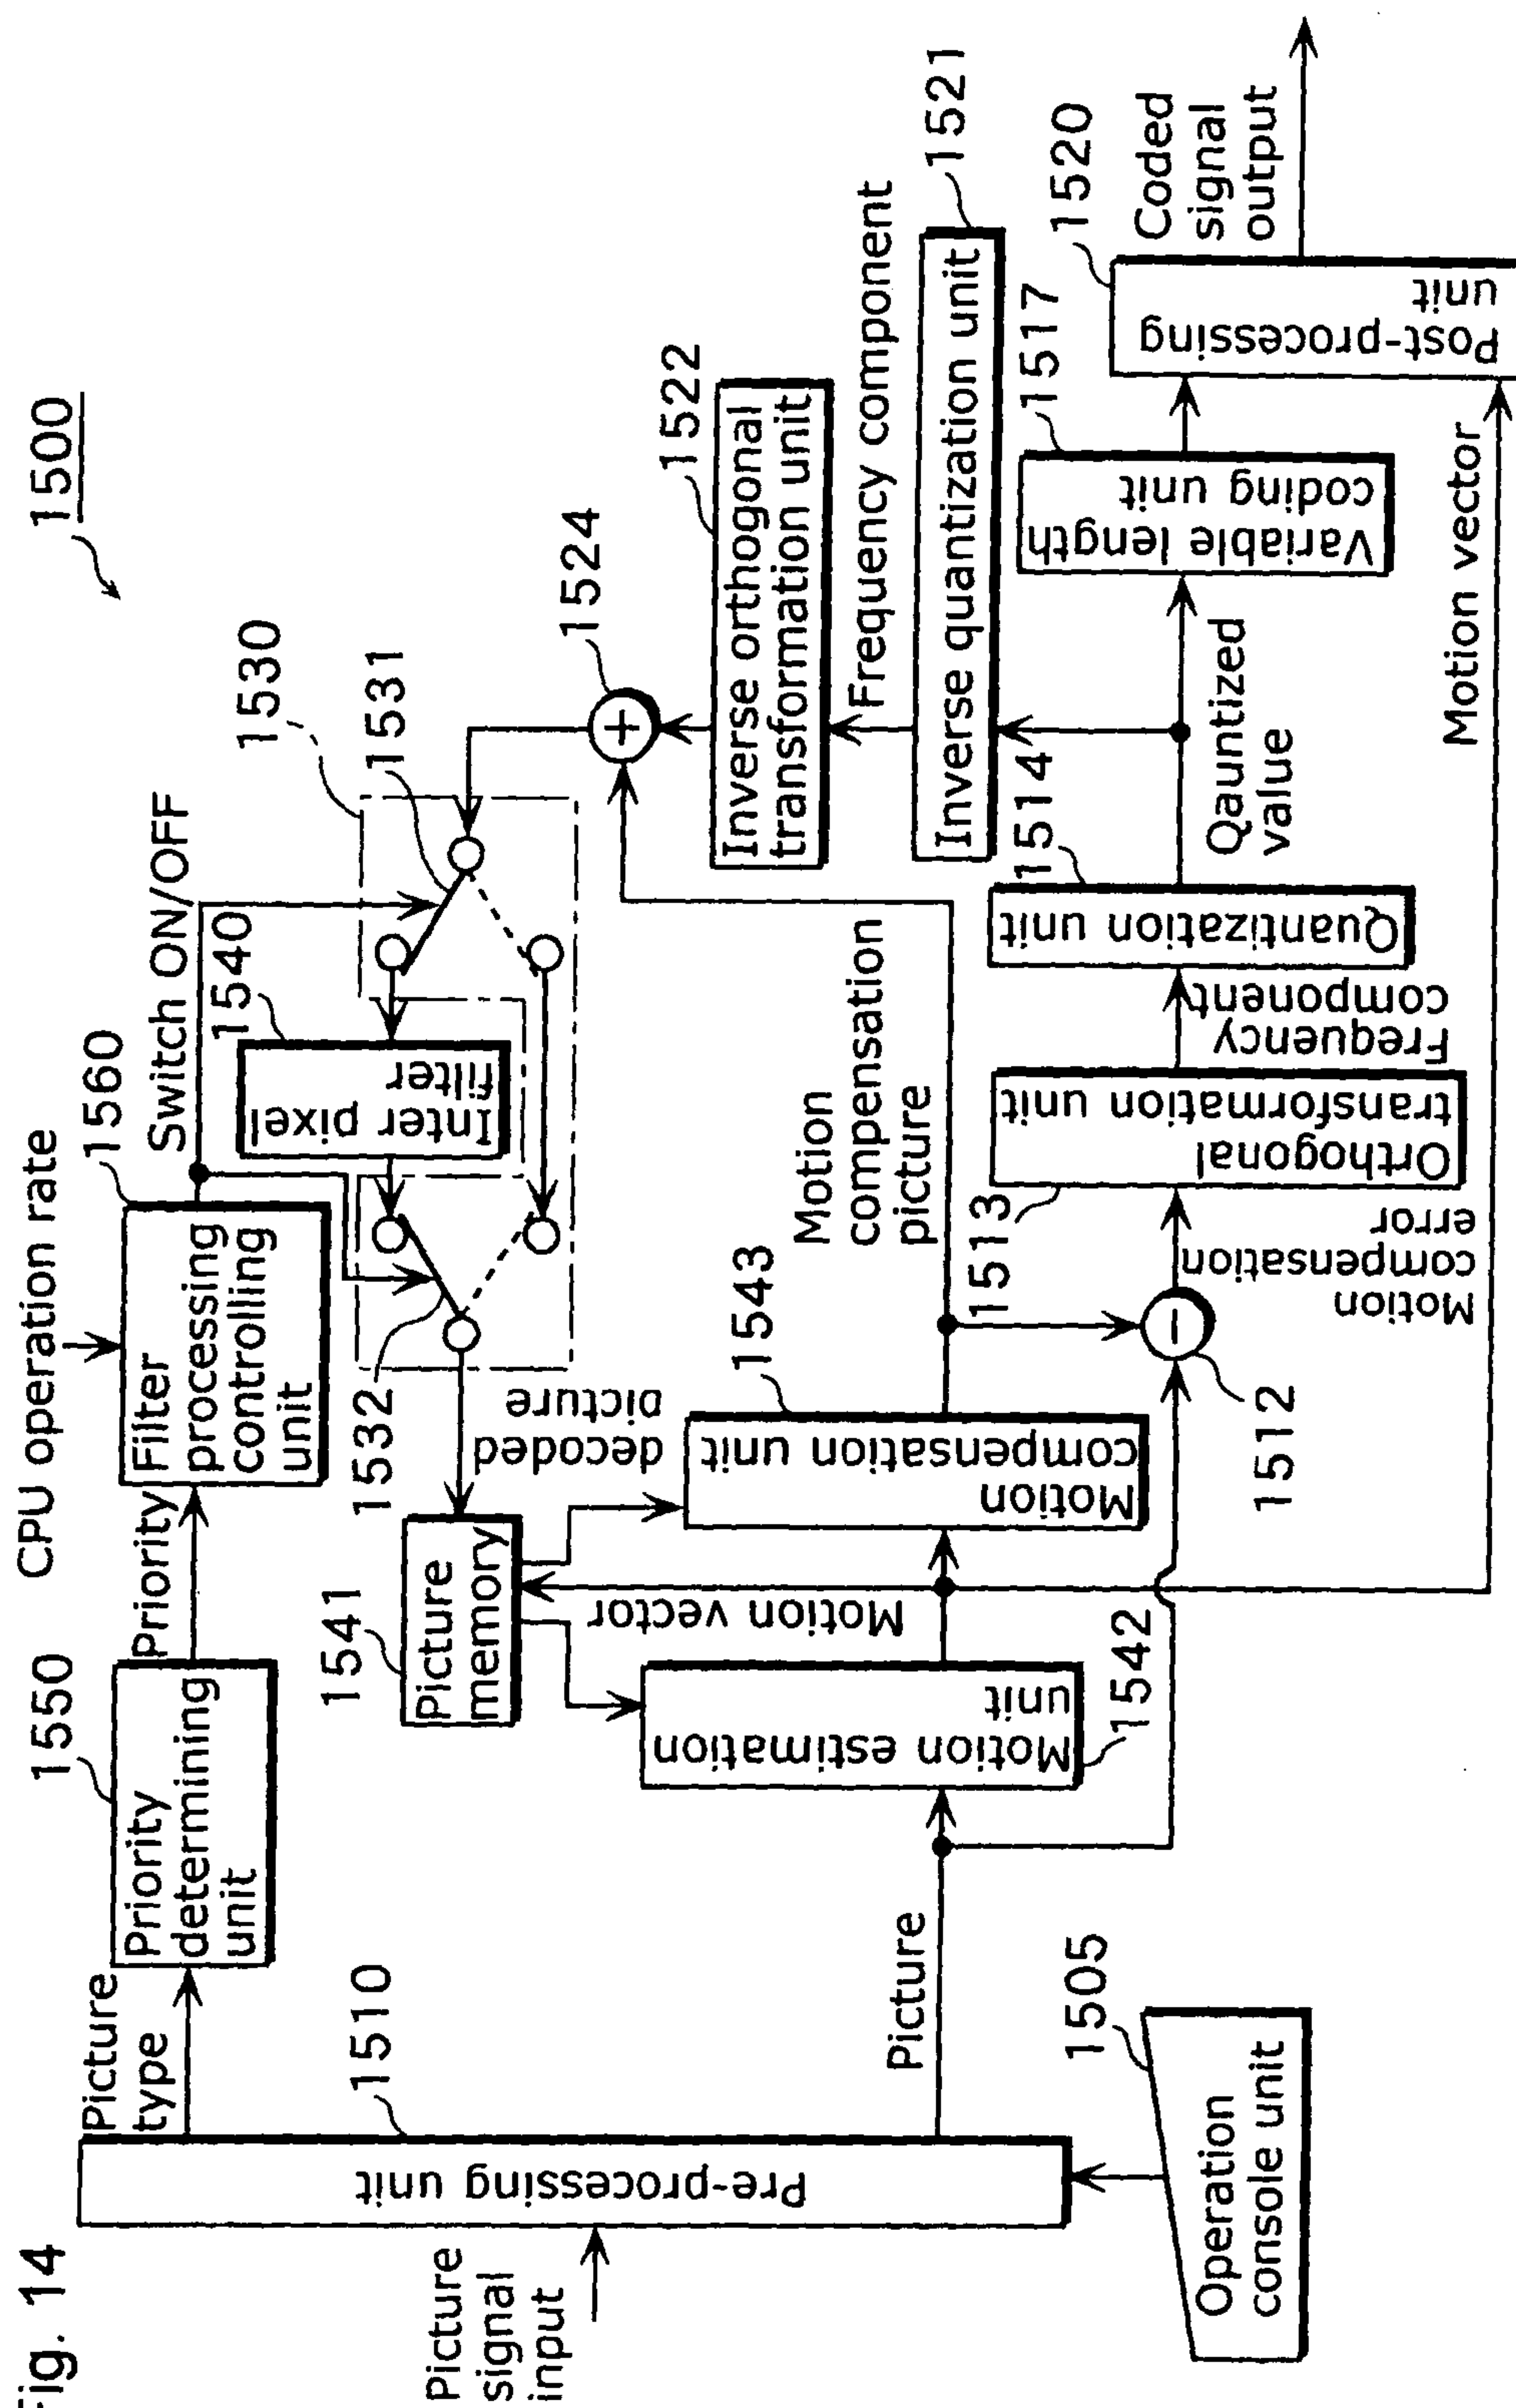 Fig. 14
1500
CPU operation rate
Picture
type
1550
Priority
determining
unit
Priority
1560
Filter
processing
controlling
unit
Switch ON/OFF
1530
1531
1540
Inter pixel
filter
1532
1524
1510
Pre-processing unit
Picture
signal
input
1541
Picture
memory
decoded
picture
1522
Inverse orthogonal
transformation unit
Frequency component
1521
Inverse quantization unit
Motion vector
1543
Motion
compensation unit
Motion
compensation
picture
1542
Motion estimation
unit
Picture
1505
Operation
console unit
1512
Motion
compensation
error
1513
Orthogonal
transformation unit
Frequency
component
1514
Quantization unit
Qauntized
value
1517
Variable length
coding unit
1520
Post-processing
unit
Coded
signal
output
Motion vector